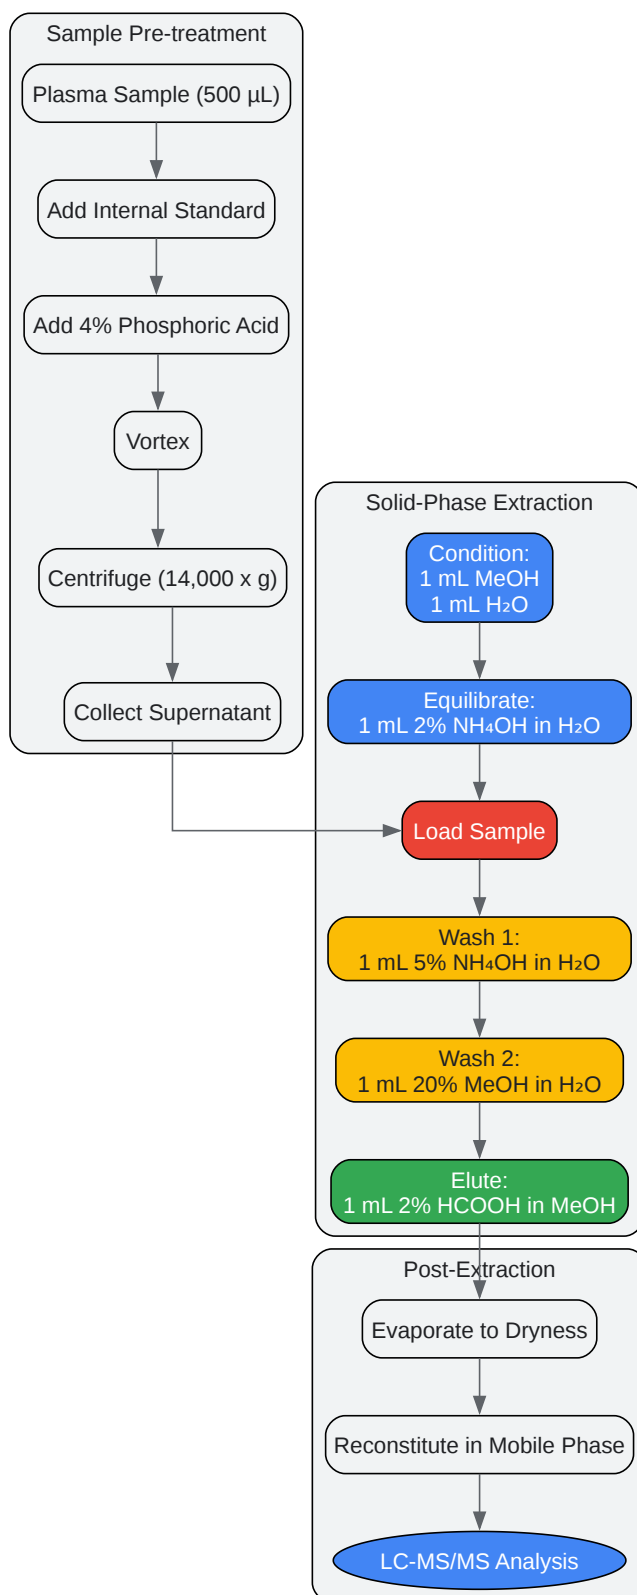 Sample Pre-treatment
Plasma Sample (500 µL)
Add Internal Standard
Add 4% Phosphoric Acid
Vortex
Centrifuge (14,000 x g)
Collect Supernatant
Solid-Phase Extraction
Condition:
1 mL MeOH
1 mL H₂O
Equilibrate:
1 mL 2% NH₄OH in H₂O
Load Sample
Wash 1:
1 mL 5% NH₄OH in H₂O
Wash 2:
1 mL 20% MeOH in H₂O
Elute:
1 mL 2% HCOOH in MeOH
Post-Extraction
Evaporate to Dryness
Reconstitute in Mobile Phase
LC-MS/MS Analysis